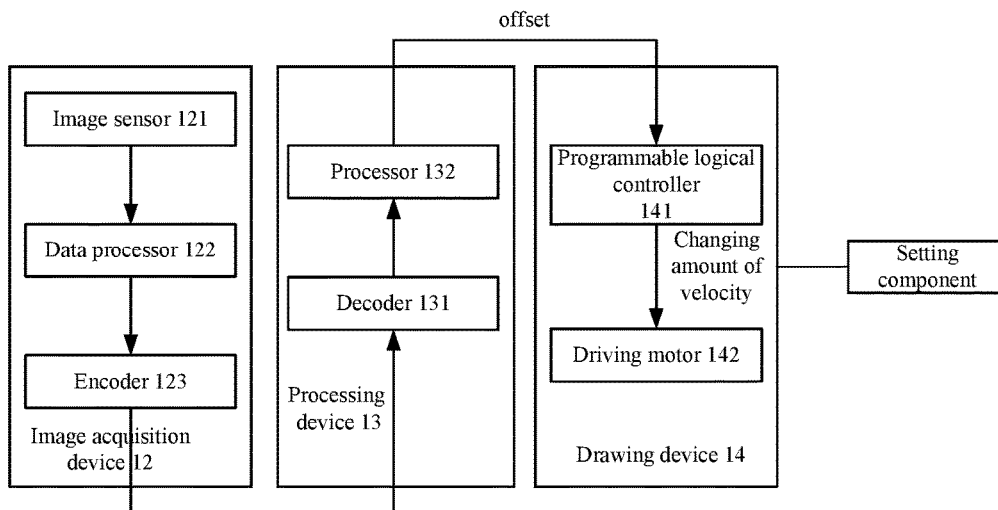 offset
Image sensor 121
Data processor 122
Encoder 123
Image acquisition
device 12
Processor 132
Decoder 131
Processing
device 13
Programmable logical
controller
141
Changing
amount of
velocity
Driving motor 142
Drawing device 14
Setting
component